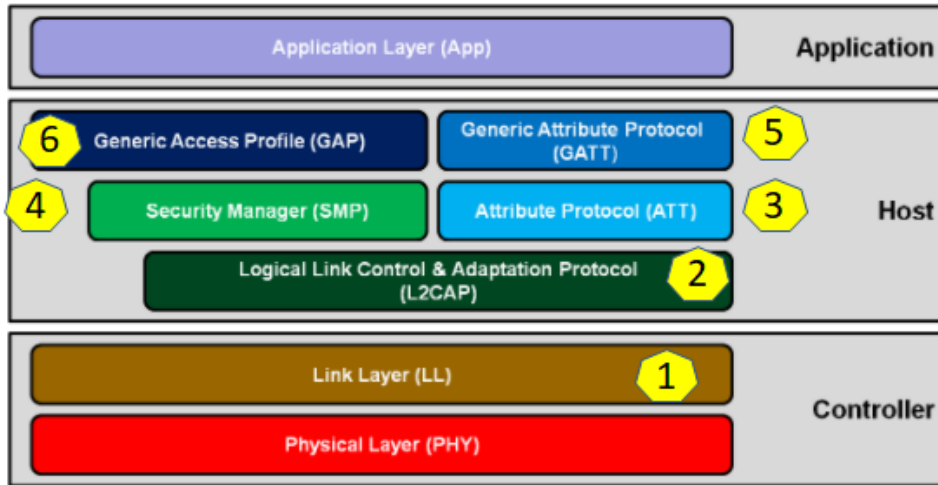 Application Layer (App)
Application
6
Generic Access Profile (GAP)
Generic Attribute Protocol
(GATT)
5
4
Security Manager (SMP)
Attribute Protocol (ATT)
3
Host
Logical Link Control & Adaptation Protocol
(L2CAP)
2
Link Layer (LL)
1
Controller
Physical Layer (PHY)